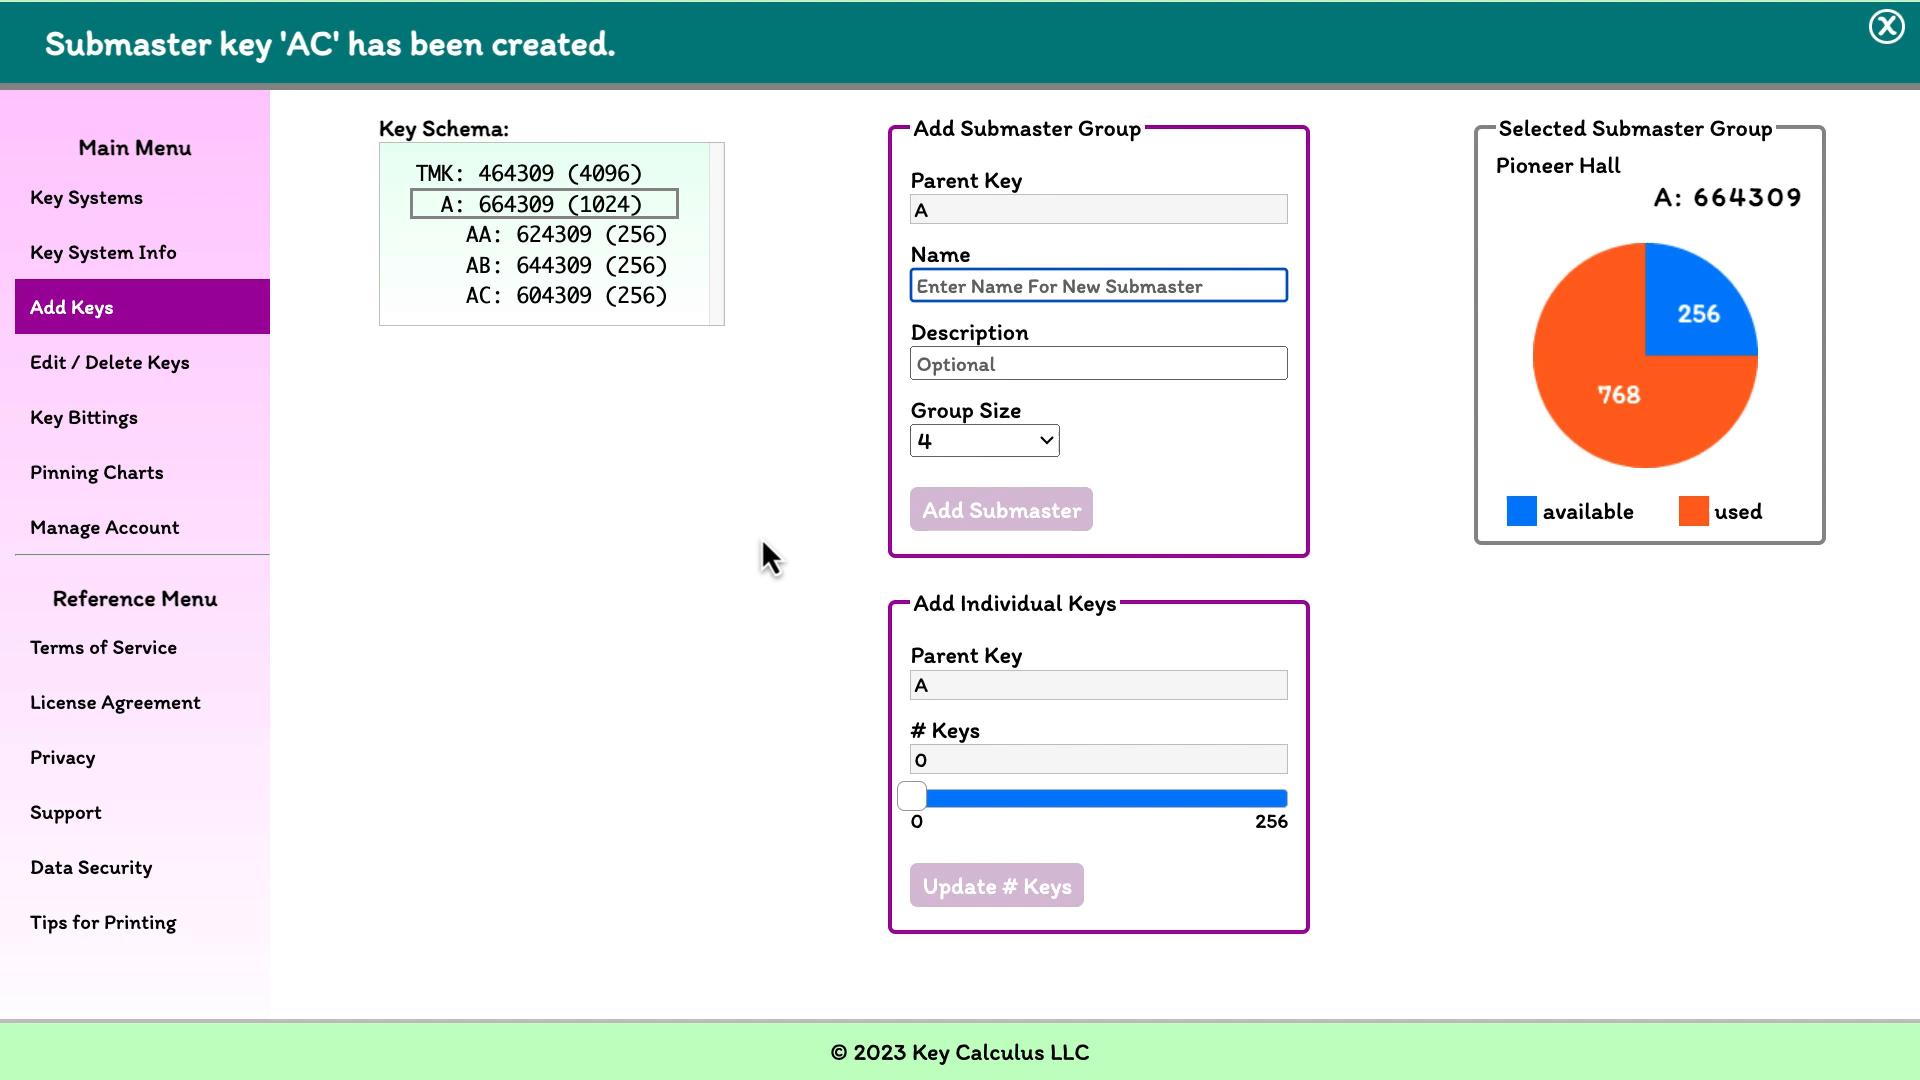 Submaster key 'AC' has been created.
X
Main Menu
Key Systems
Key System Info
Add Keys
Edit / Delete Keys
Key Bittings
Pinning Charts
Manage Account
Reference Menu
Terms of Service
License Agreement
Privacy
Support
Data Security
Tips for Printing
Key Schema:
TMK: 464309 (4096)
A: 664309 (1024)
AA: 624309 (256)
AB: 644309 (256)
AC: 604309 (256)
Add Submaster Group
Parent Key
A
Name
Enter Name For New Submaster
Description
Optional
Group Size
4
Add Submaster
Add Individual Keys
Parent Key
A
# Keys
0
0 256
Update # Keys
Selected Submaster Group
Pioneer Hall
A: 664309
256
768
available used
© 2023 Key Calculus LLC